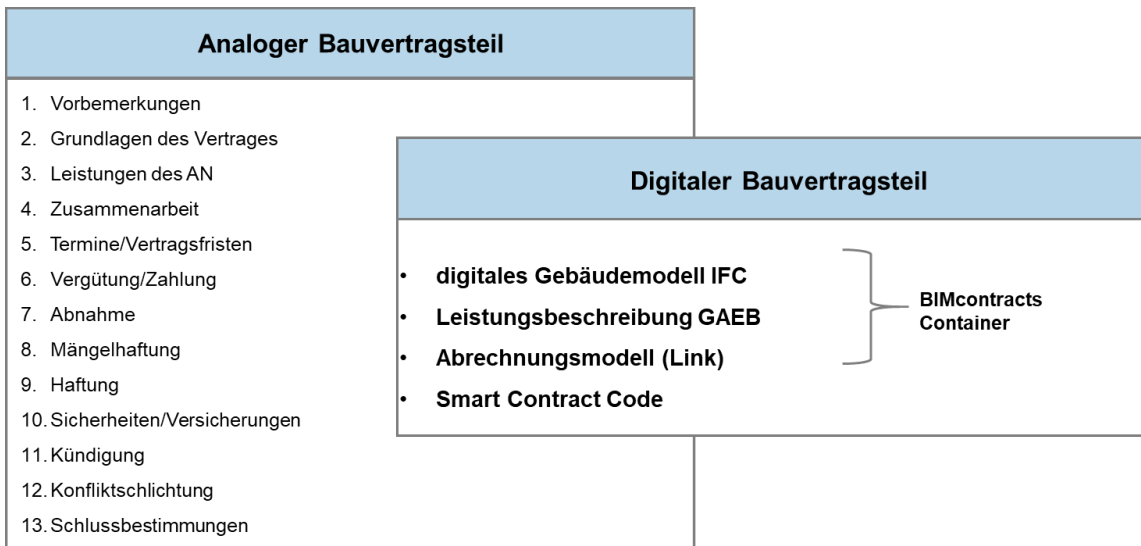 Analoger Bauvertragsteil
1. Vorbemerkungen
2. Grundlagen des Vertrages
3. Leistungen des AN
4. Zusammenarbeit
5. Termine/Vertragsfristen
6. Vergütung/Zahlung
7. Abnahme
8. Mängelhaftung
9. Haftung
10. Sicherheiten/Versicherungen
11. Kündigung
12. Konfliktschlichtung
13. Schlussbestimmungen
Digitaler Bauvertragsteil
• digitales Gebäudemodell IFC
• Leistungsbeschreibung GAEB
• Abrechnungsmodell (Link)
• Smart Contract Code
BIMcontracts
Container